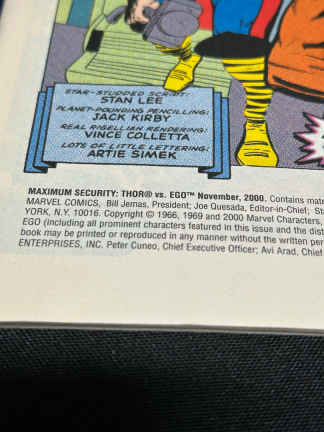 STAR-STUDDED SCRIPT:
STAN LEE
PLANET-POUNDING PENCILLING:
JACK KIRBY
REAL RIGELLIAN RENDERING:
VINCE COLLETTA
LOTS OF LITTLE LETTERING:
ARTIE SIMEK
MAXIMUM SECURITY: THOR® vs. EGO™ November, 2000. Contains
MARVEL COMICS, Bill Jemas, President; Joe Quesada, Editor-in-Chief;
YORK, N.Y. 10016. Copyright © 1966, 1969 and 2000 Marvel Characters,
EGO (including all prominent characters featured in this issue and the
book may be printed or reproduced in any manner without the written
ENTERPRISES, INC. Peter Cuneo, Chief Executive Officer; Avi Arad, Chief